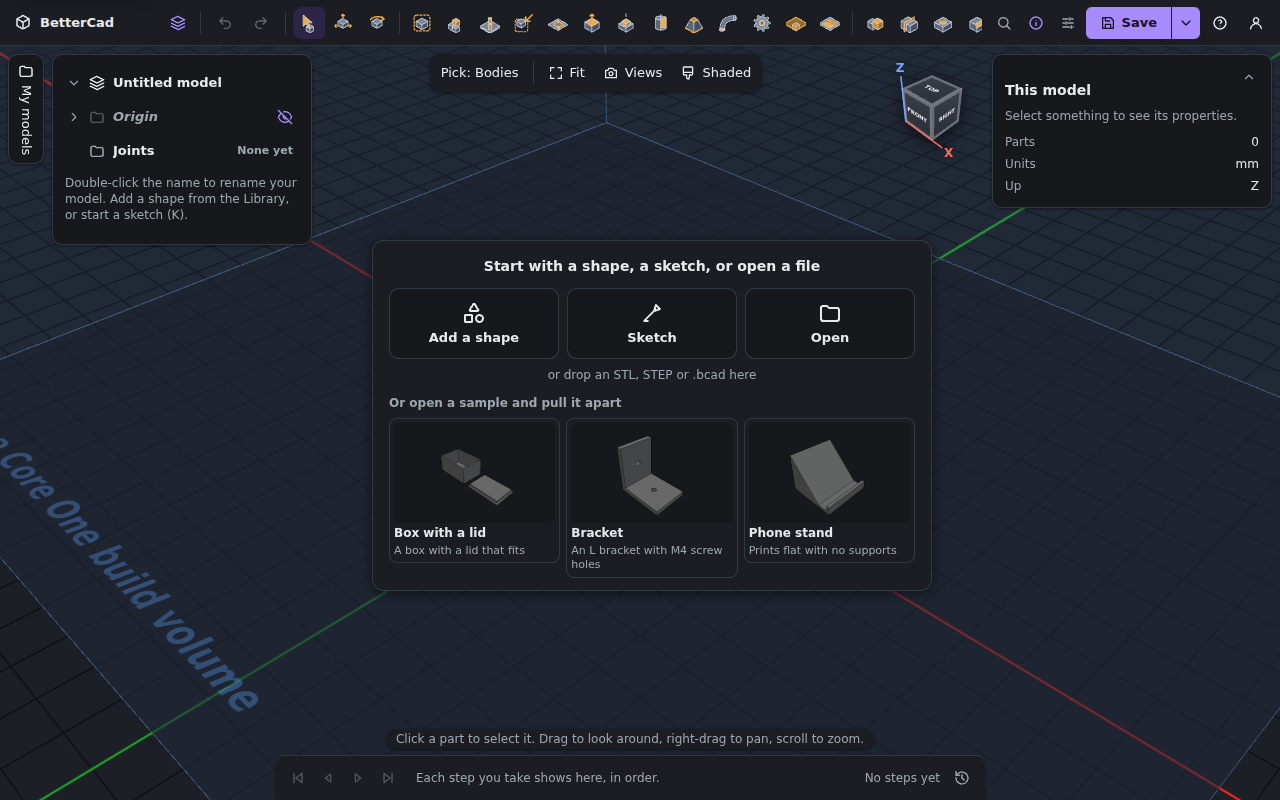 BetterCad
Save
My models
Untitled model
Origin
Joints
None yet
Double-click the name to rename your
model. Add a shape from the Library,
or start a sketch (K).
Pick: Bodies
Fit
Views
Shaded
Z
TOP
FRONT
RIGHT
X
This model
Select something to see its properties.
Parts 0
Units mm
Up Z
Start with a shape, a sketch, or open a file
Add a shape
Sketch
Open
or drop an STL, STEP or .bcad here
Or open a sample and pull it apart
Box with a lid
A box with a lid that fits
Bracket
An L bracket with M4 screw
holes
Phone stand
Prints flat with no supports
Core One build volume
Click a part to select it. Drag to look around, right-drag to pan, scroll to zoom.
Each step you take shows here, in order.
No steps yet